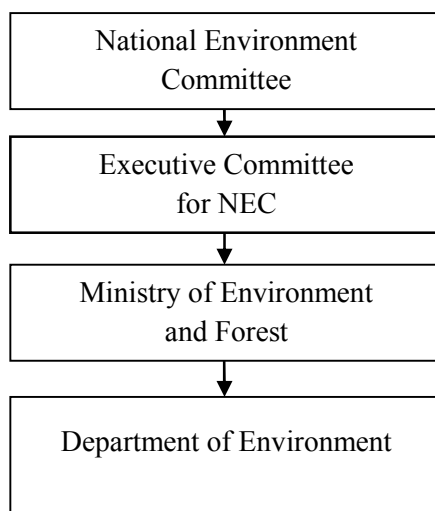 National Environment
Committee
Executive Committee
for NEC
Ministry of Environment
and Forest
Department of Environment